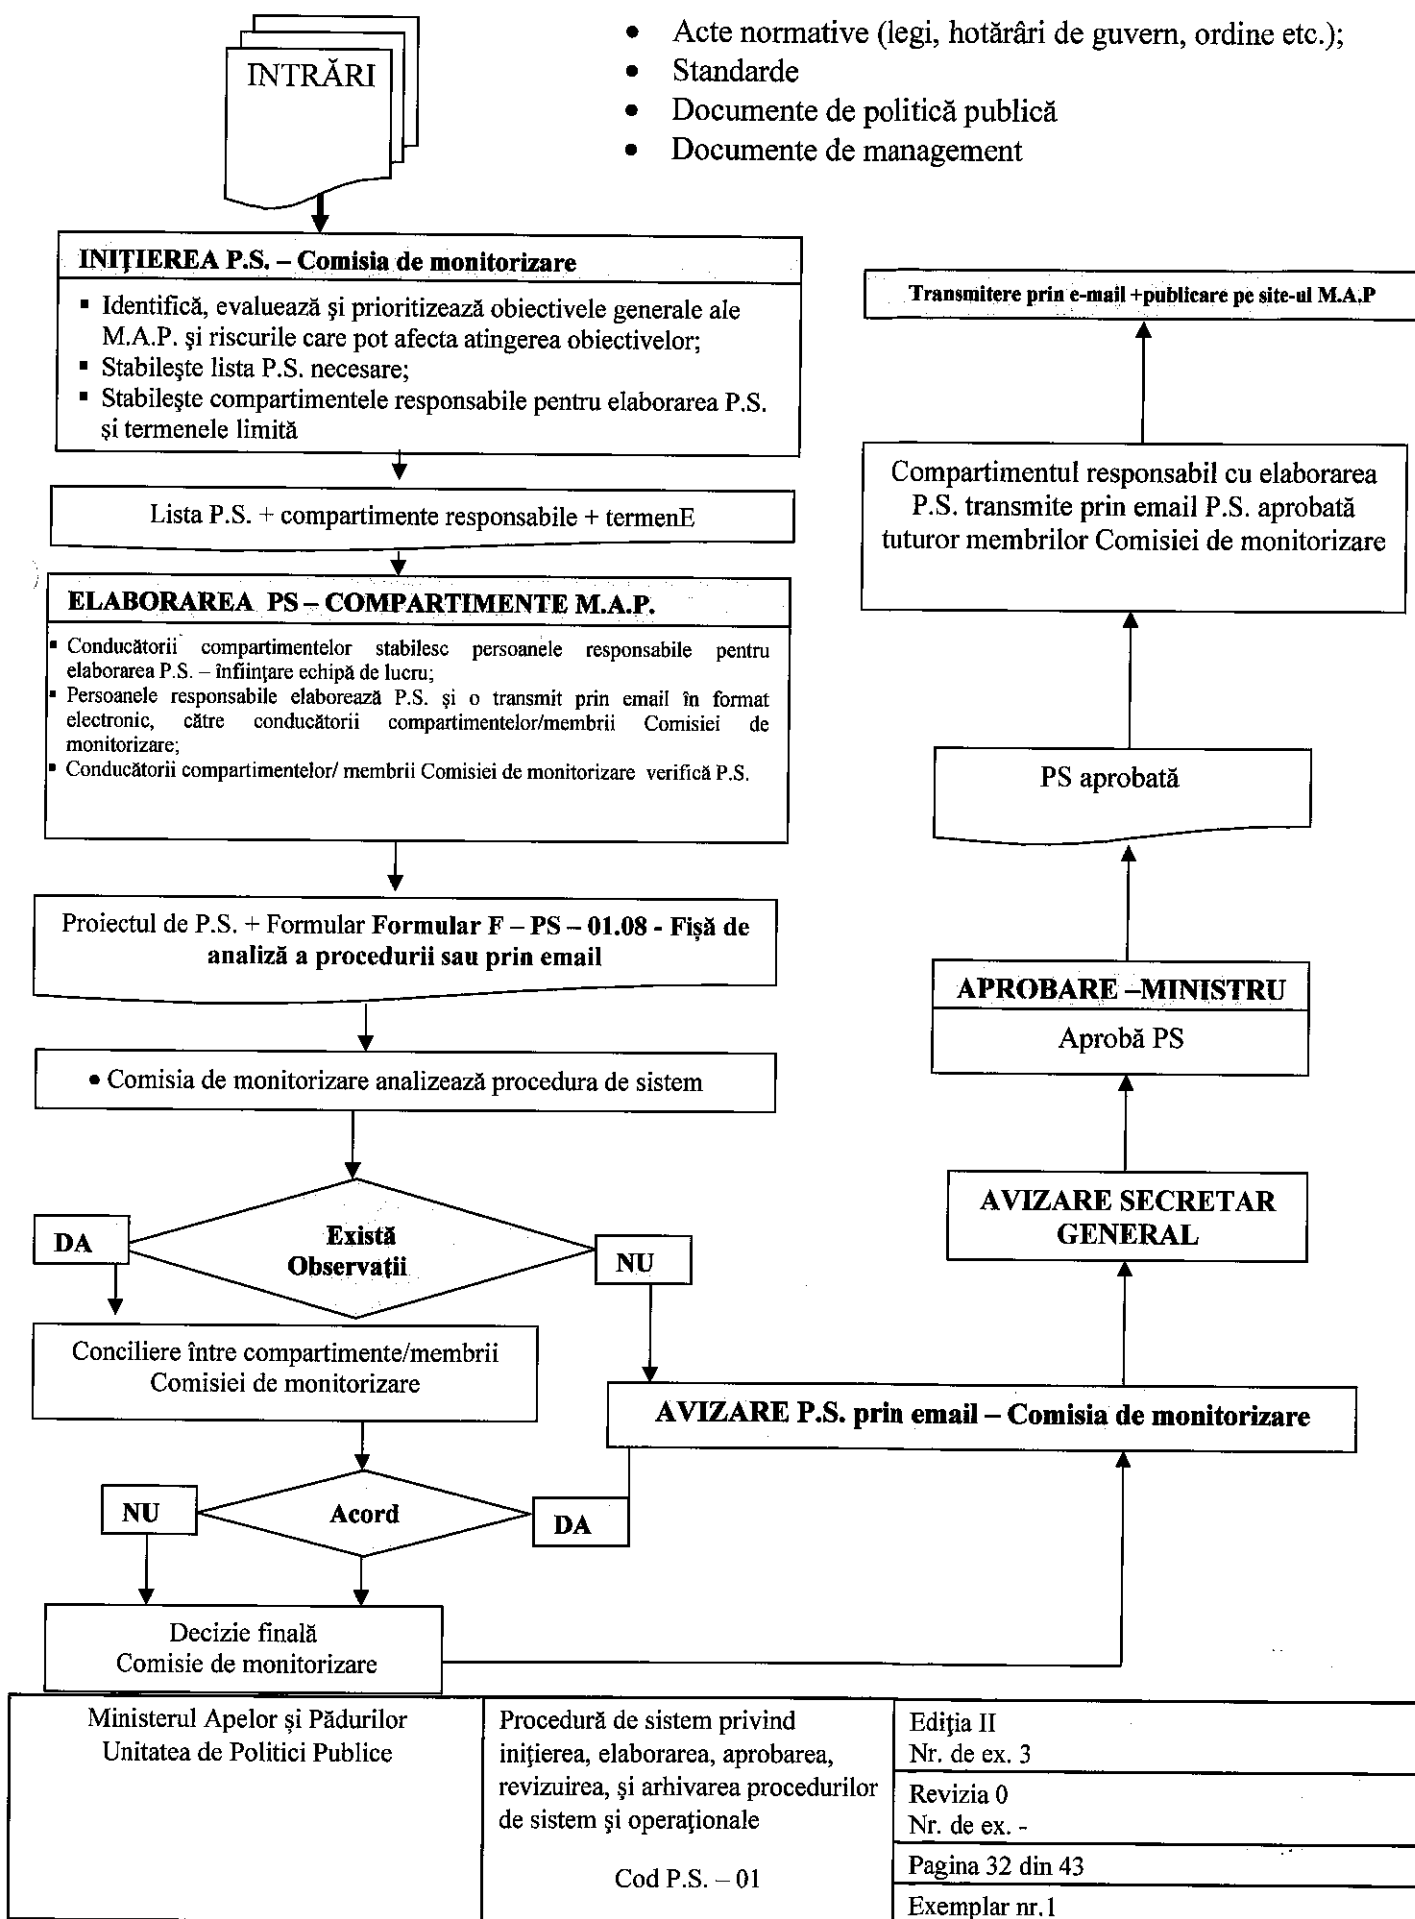 INTRĂRI
• Acte normative (legi, hotărâri de guvern, ordine etc.);
• Standarde
• Documente de politică publică
• Documente de management
INIŢIEREA P.S. – Comisia de monitorizare
▪ Identifică, evaluează şi prioritizează obiectivele generale ale
M.A.P. şi riscurile care pot afecta atingerea obiectivelor;
▪ Stabileşte lista P.S. necesare;
▪ Stabileşte compartimentele responsabile pentru elaborarea P.S.
şi termenele limită
Lista P.S. + compartimente responsabile + termenE
ELABORAREA PS – COMPARTIMENTE M.A.P.
▪ Conducătorii compartimentelor stabilesc persoanele responsabile pentru
elaborarea P.S. – înfiinţare echipă de lucru;
▪ Persoanele responsabile elaborează P.S. şi o transmit prin email în format
electronic, către conducătorii compartimentelor/membrii Comisiei de
monitorizare;
▪ Conducătorii compartimentelor/ membrii Comisiei de monitorizare verifică P.S.
Proiectul de P.S. + Formular Formular F – PS – 01.08 - Fişă de
analiză a procedurii sau prin email
• Comisia de monitorizare analizează procedura de sistem
Există
Observaţii
DA
NU
Conciliere între compartimente/membrii
Comisiei de monitorizare
Acord
NU
DA
Decizie finală
Comisie de monitorizare
AVIZARE P.S. prin email – Comisia de monitorizare
AVIZARE SECRETAR
GENERAL
APROBARE –MINISTRU
Aprobă PS
PS aprobată
Compartimentul responsabil cu elaborarea
P.S. transmite prin email P.S. aprobată
tuturor membrilor Comisiei de monitorizare
Transmitere prin e-mail +publicare pe site-ul M.A.P
Ministerul Apelor şi Pădurilor
Unitatea de Politici Publice
Procedură de sistem privind
iniţierea, elaborarea, aprobarea,
revizuirea, şi arhivarea procedurilor
de sistem şi operaţionale
Cod P.S. – 01
Ediţia II
Nr. de ex. 3
Revizia 0
Nr. de ex. -
Pagina 32 din 43
Exemplar nr.1